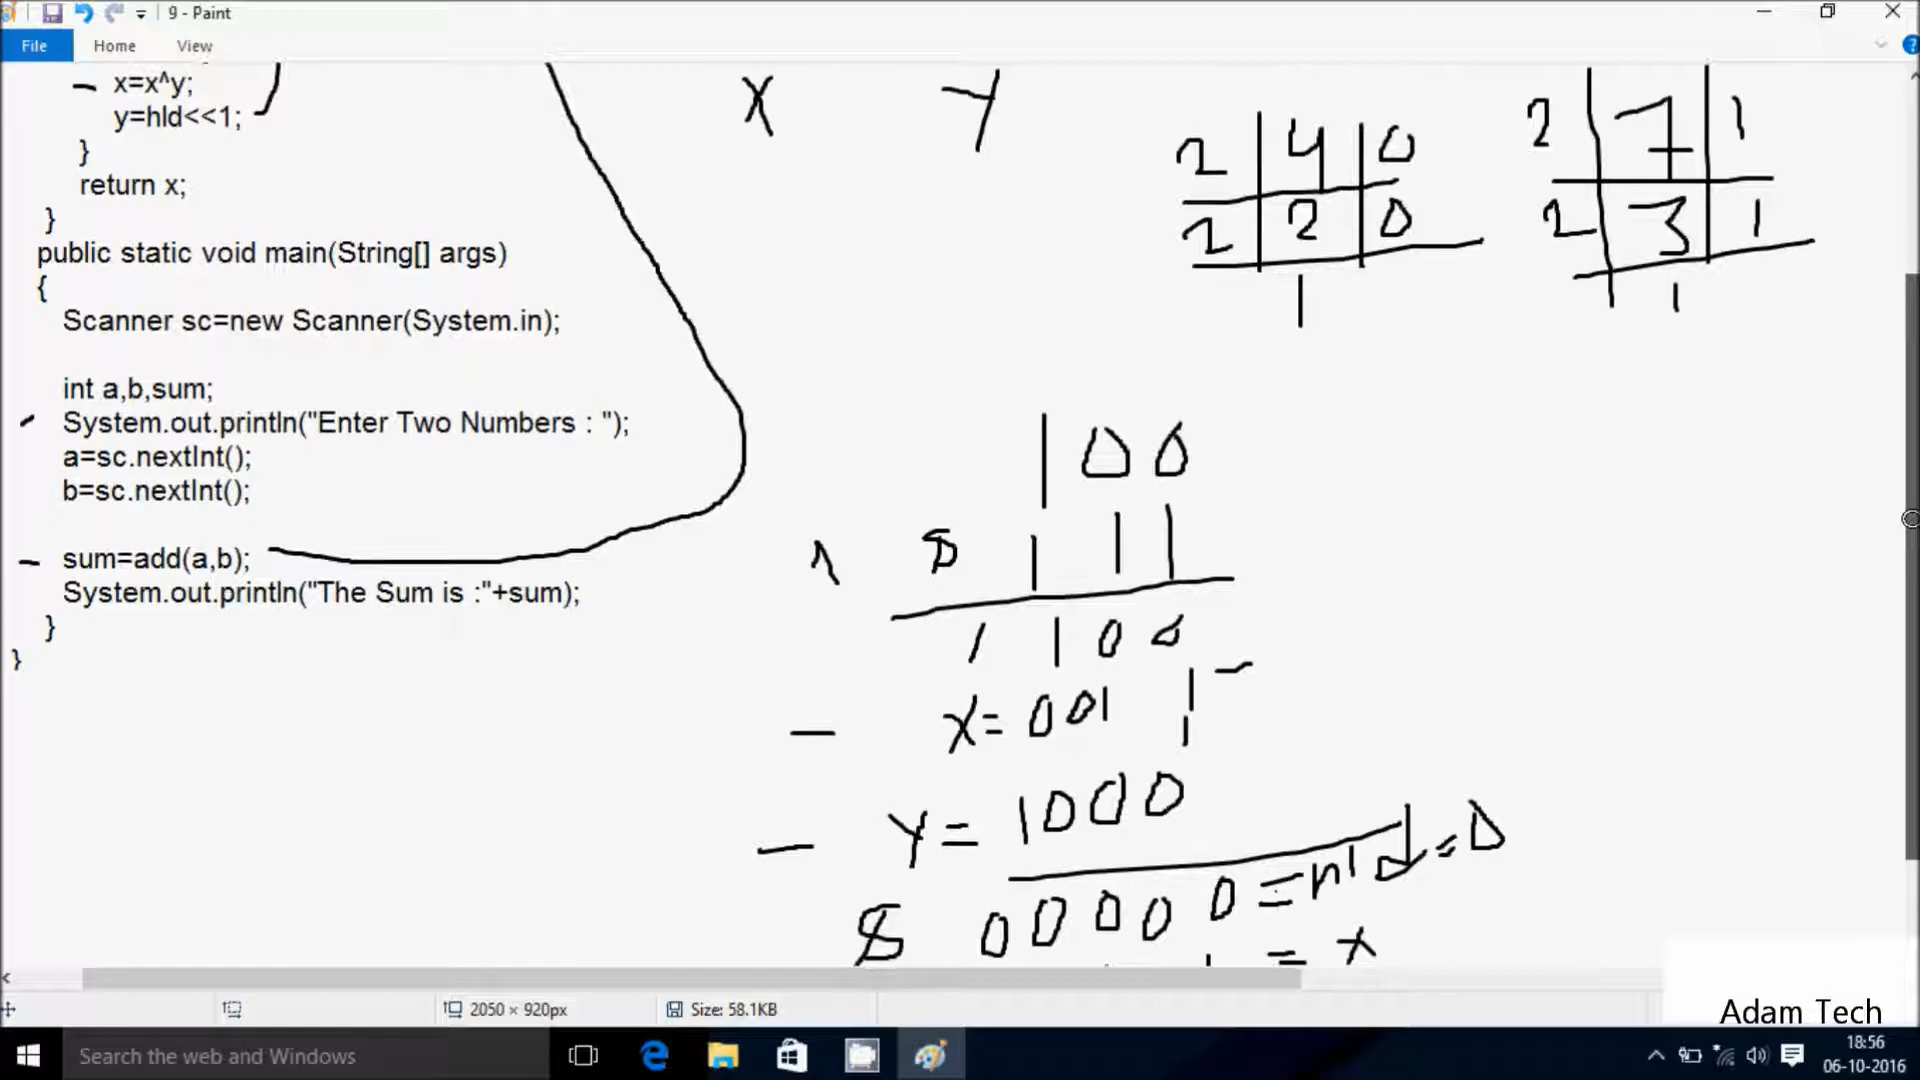 9 - Paint
File Home View
x=x^y;
y=hld<<1;
}
return x;
}
public static void main(String[] args)
{
Scanner sc=new Scanner(System.in);
int a,b,sum;
System.out.println("Enter Two Numbers : ");
a=sc.nextInt();
b=sc.nextInt();
sum=add(a,b);
System.out.println("The Sum is :"+sum);
}
}
X Y
2 4 0
2 2 0
1
2 7 1
2 3 1
1
1 0 0
1 1 1
1 1 0 0
X = 0 0 1 1
Y = 1 0 0 0
0 0 0 0 0 = hld = 0
= x
2050 × 920px
Size: 58.1KB
Adam Tech
Search the web and Windows
18:56
06-10-2016